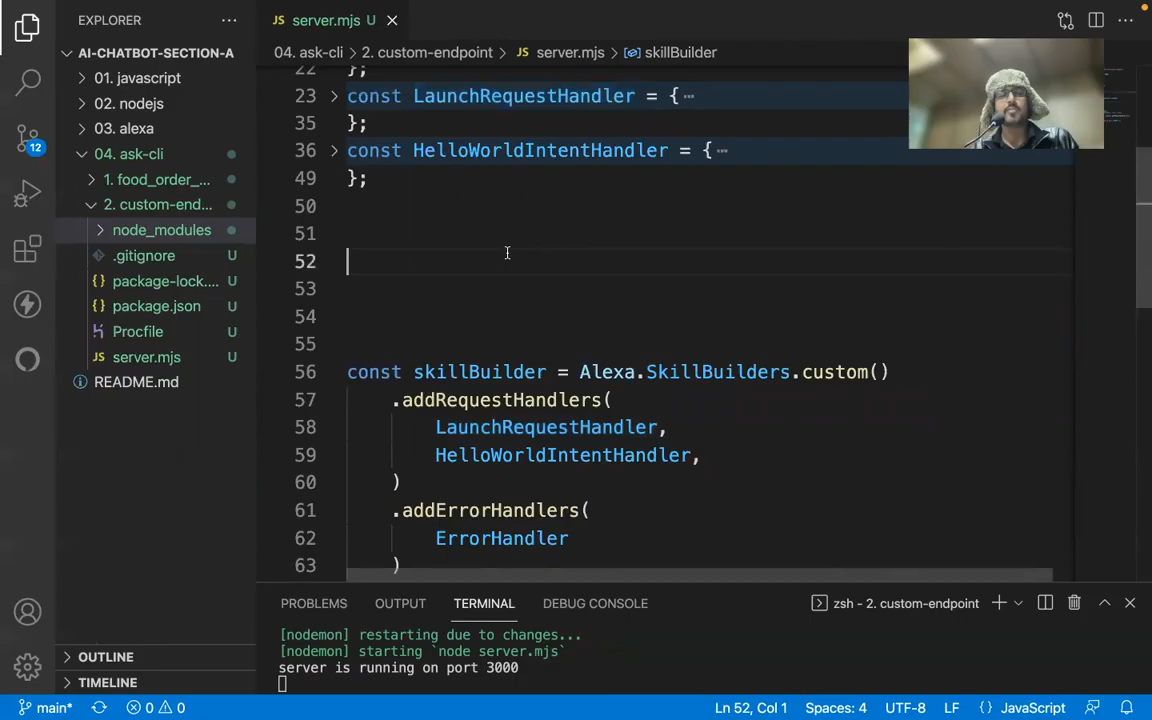 EXPLORER
AI-CHATBOT-SECTION-A
01. javascript
02. nodejs
03. alexa
04. ask-cli
1. food_order_...
2. custom-end...
node_modules
.gitignore U
package-lock.... U
package.json U
Procfile U
server.mjs U
README.md
OUTLINE
TIMELINE
12
JS server.mjs U
04. ask-cli > 2. custom-endpoint > JS server.mjs > skillBuilder
22 };
23 const LaunchRequestHandler = { ...
35 };
36 const HelloWorldIntentHandler = { ...
49 };
50
51
52
53
54
55
56 const skillBuilder = Alexa.SkillBuilders.custom()
57 .addRequestHandlers(
58 LaunchRequestHandler,
59 HelloWorldIntentHandler,
60 )
61 .addErrorHandlers(
62 ErrorHandler
63 )
PROBLEMS OUTPUT TERMINAL DEBUG CONSOLE zsh - 2. custom-endpoint
[nodemon] restarting due to changes...
[nodemon] starting `node server.mjs`
server is running on port 3000
main* 0 0 Ln 52, Col 1 Spaces: 4 UTF-8 LF {} JavaScript